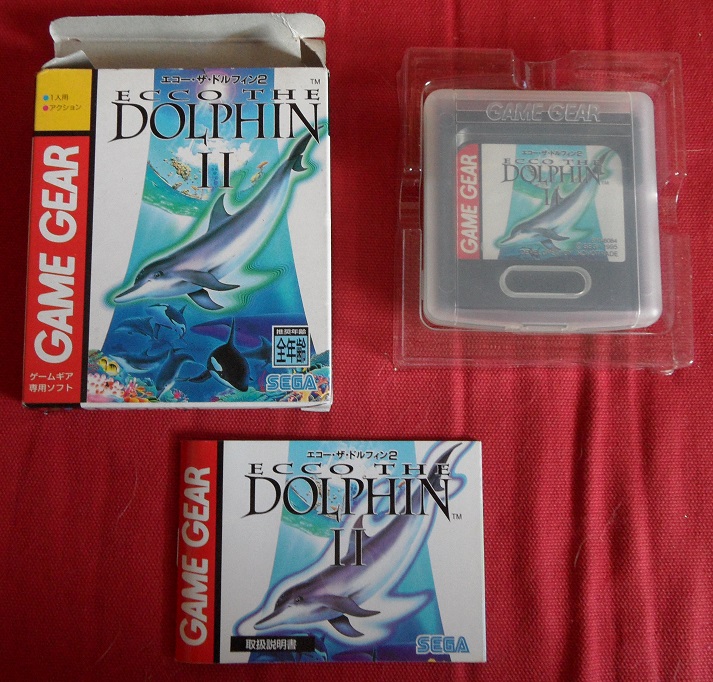 エコー・ザ・ドルフィン2
ECCO THE
DOLPHIN
II
TM
1人用
アクション
GAME GEAR
ゲームギア
専用ソフト
推奨年齢
全年齢
SEGA
GAME GEAR
GAME GEAR
エコー・ザ・ドルフィン2
ECCO THE
DOLPHIN
II
エコー・ザ・ドルフィン2
ECCO THE
DOLPHIN
TM
II
GAME GEAR
取扱説明書
SEGA